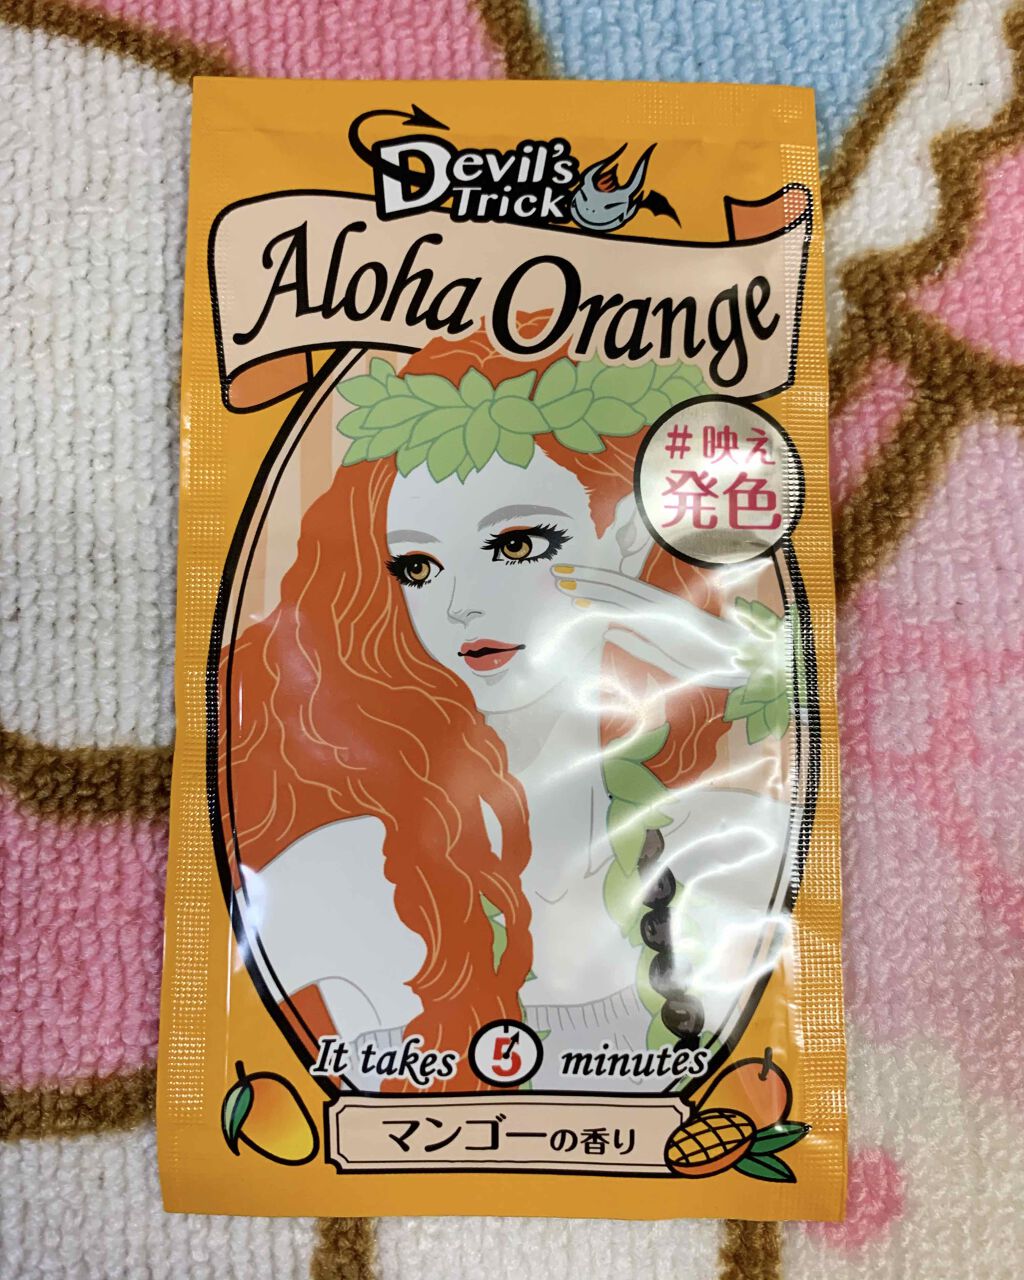 Devil's
Trick
Aloha Orange
#映え
発色
It takes 5 minutes
マンゴーの香り